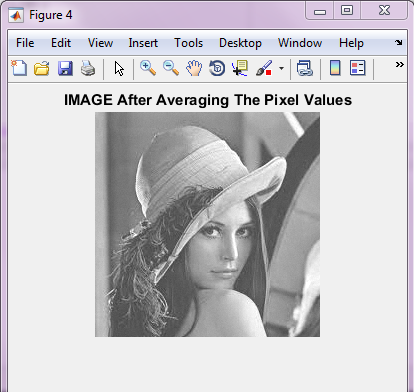 Figure 4
File Edit View Insert Tools Desktop Window Help
IMAGE After Averaging The Pixel Values